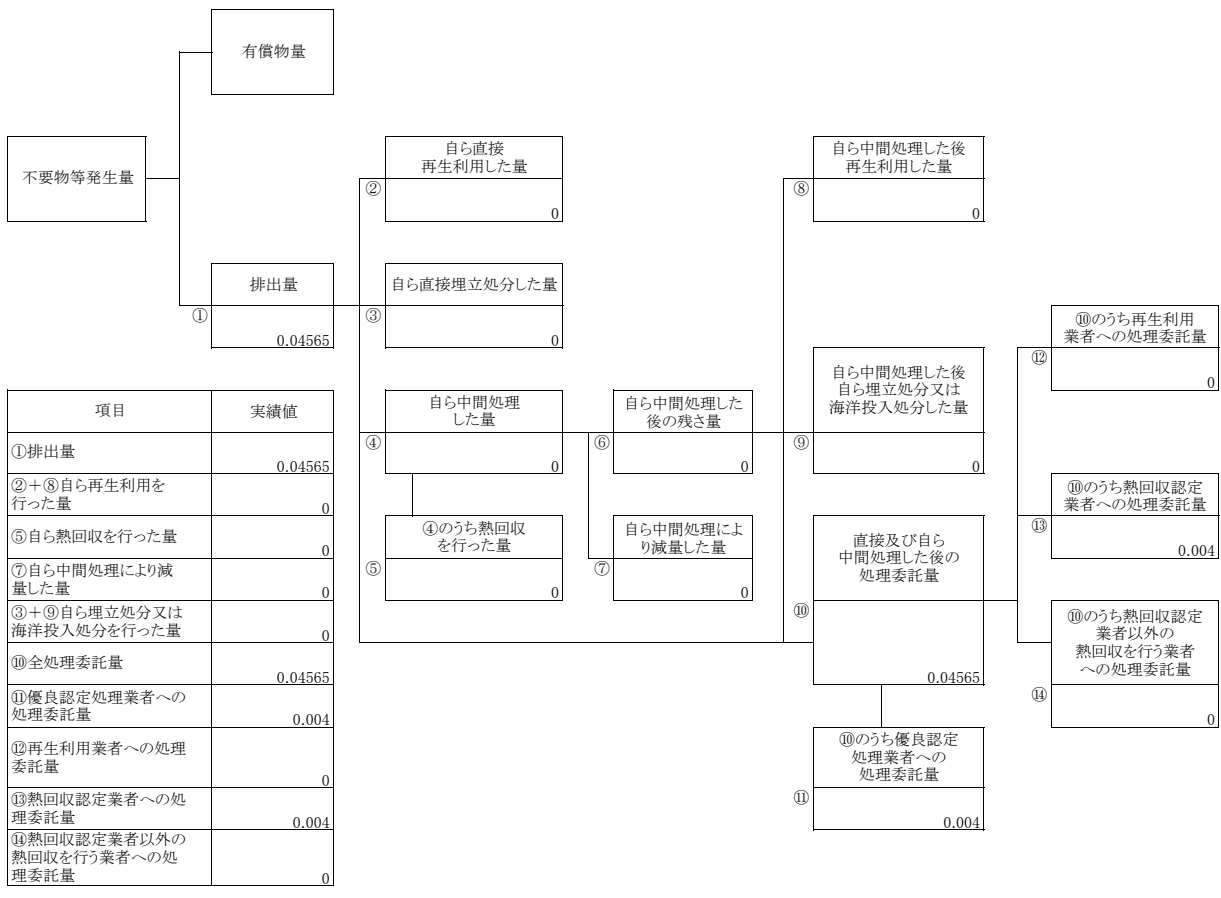 有償物量
不要物等発生量
自ら直接
再生利用した量
②
0
自ら中間処理した後
再生利用した量
⑧
0
排出量
①
0.04565
自ら直接埋立処分した量
③
0
⑩のうち再生利用
業者への処理委託量
⑫
0
自ら中間処理
した量
④
0
自ら中間処理した
後の残さ量
⑥
0
自ら中間処理した後
自ら埋立処分又は
海洋投入処分した量
⑨
0
④のうち熱回収
を行った量
⑤
0
自ら中間処理によ
り減量した量
⑦
0
直接及び自ら
中間処理した後の
処理委託量
⑩
0.04565
⑩のうち熱回収認定
業者への処理委託量
⑬
0.004
⑩のうち熱回収認定
業者以外の
熱回収を行う業者
への処理委託量
⑭
0
⑩のうち優良認定
処理業者への
処理委託量
⑪
0.004
項目 実績値
①排出量 0.04565
②+⑧自ら再生利用を
行った量 0
⑤自ら熱回収を行った量 0
⑦自ら中間処理により減
量した量 0
③+⑨自ら埋立処分又は
海洋投入処分を行った量 0
⑩全処理委託量 0.04565
⑪優良認定処理業者への
処理委託量 0.004
⑫再生利用業者への処理
委託量 0
⑬熱回収認定業者への処
理委託量 0.004
⑭熱回収認定業者以外の
熱回収を行う業者への処
理委託量 0